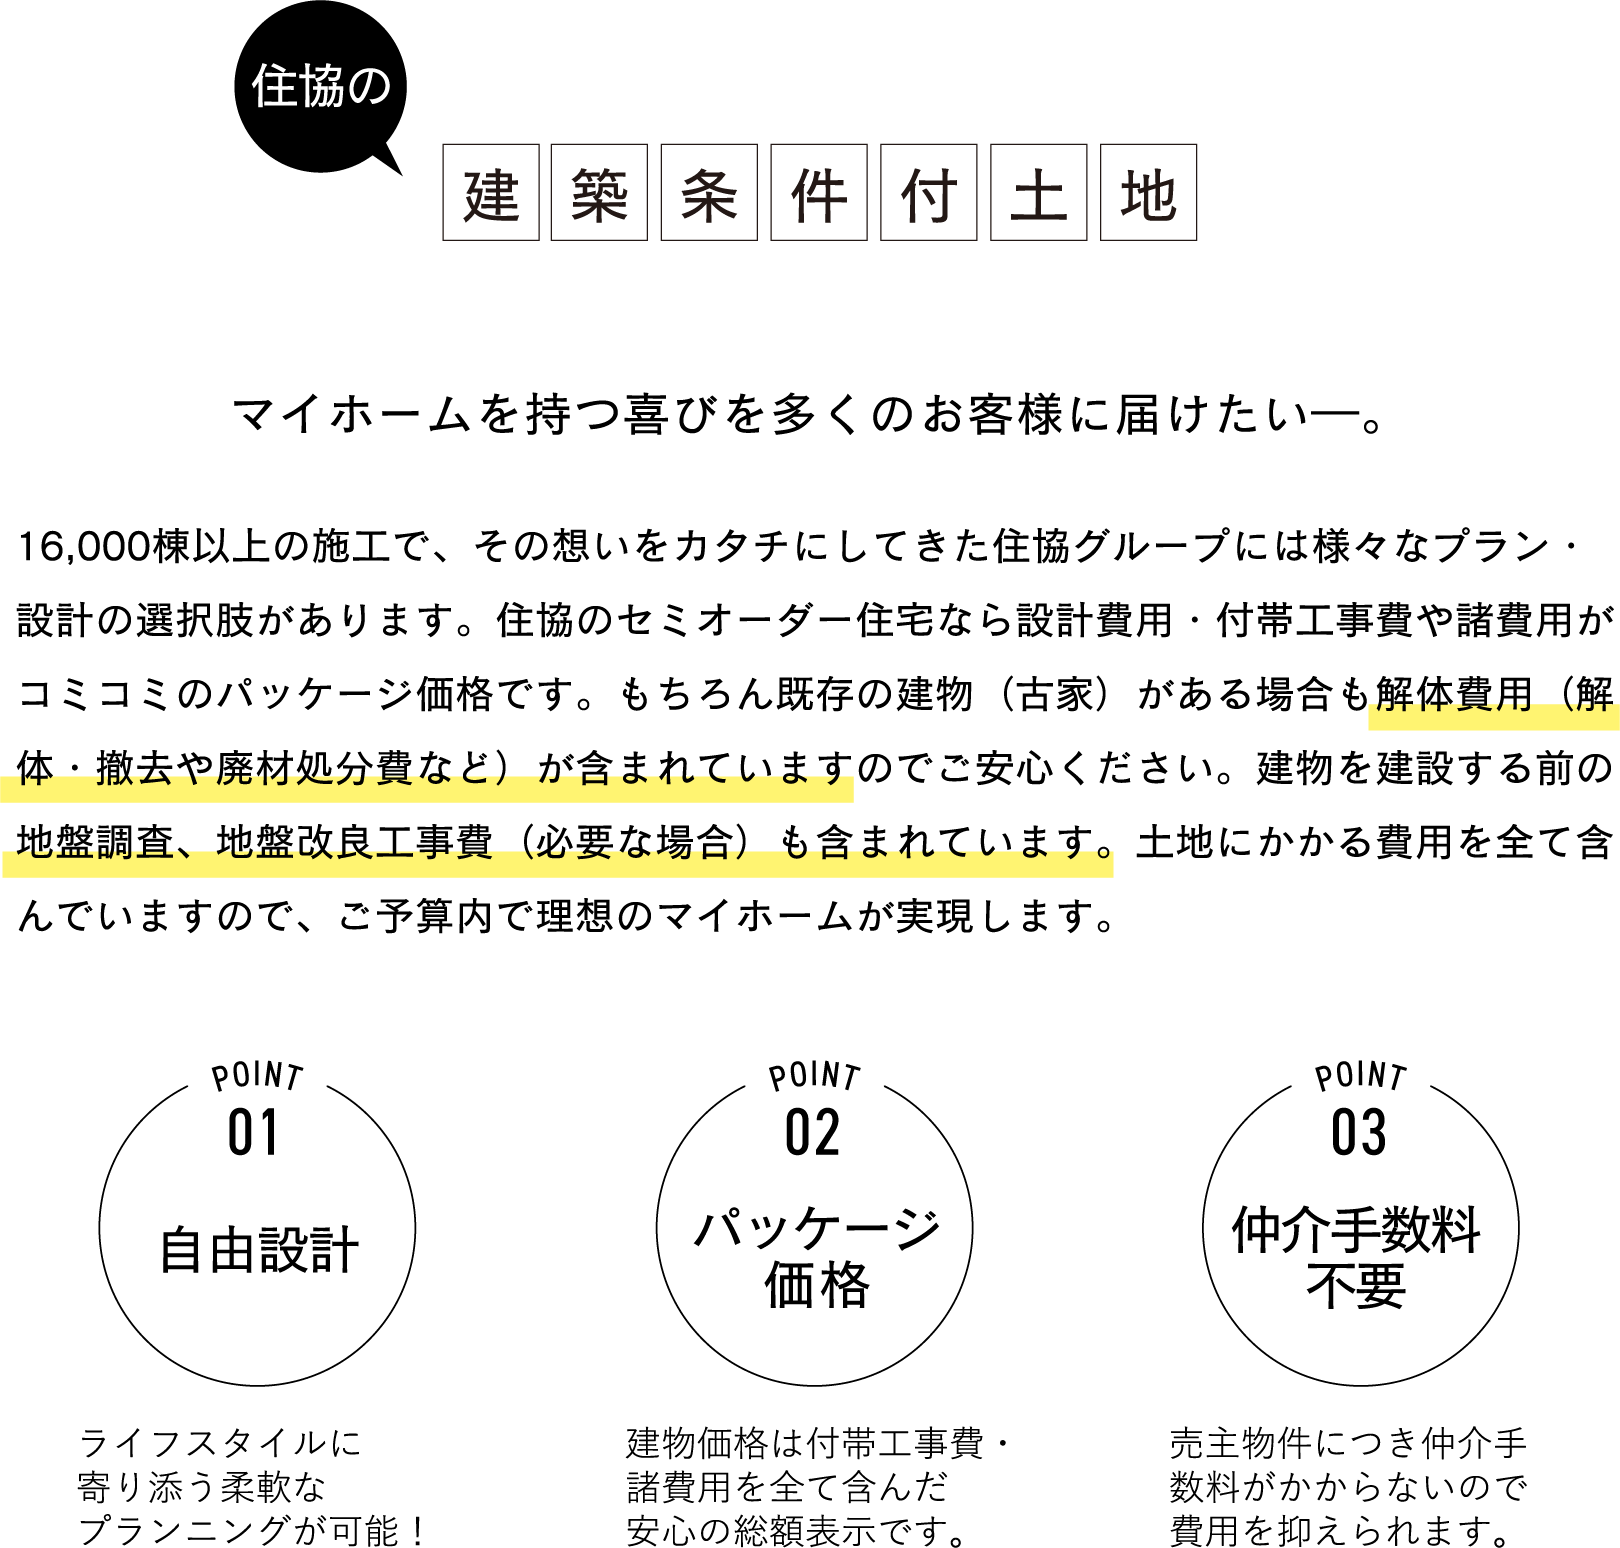 住協の
建築条件付土地
マイホームを持つ喜びを多くのお客様に届けたい―。
16,000棟以上の施工で、その想いをカタチにしてきた住協グループには様々なプラン・
設計の選択肢があります。住協のセミオーダー住宅なら設計費用・付帯工事費や諸費用が
コミコミのパッケージ価格です。もちろん既存の建物（古家）がある場合も解体費用（解
体・撤去や廃材処分費など）が含まれていますのでご安心ください。建物を建設する前の
地盤調査、地盤改良工事費（必要な場合）も含まれています。土地にかかる費用を全て含
んでいますので、ご予算内で理想のマイホームが実現します。
POINT
01
自由設計
ライフスタイルに
寄り添う柔軟な
プランニングが可能！
POINT
02
パッケージ
価格
建物価格は付帯工事費・
諸費用を全て含んだ
安心の総額表示です。
POINT
03
仲介手数料
不要
売主物件につき仲介手
数料がかからないので
費用を抑えられます。